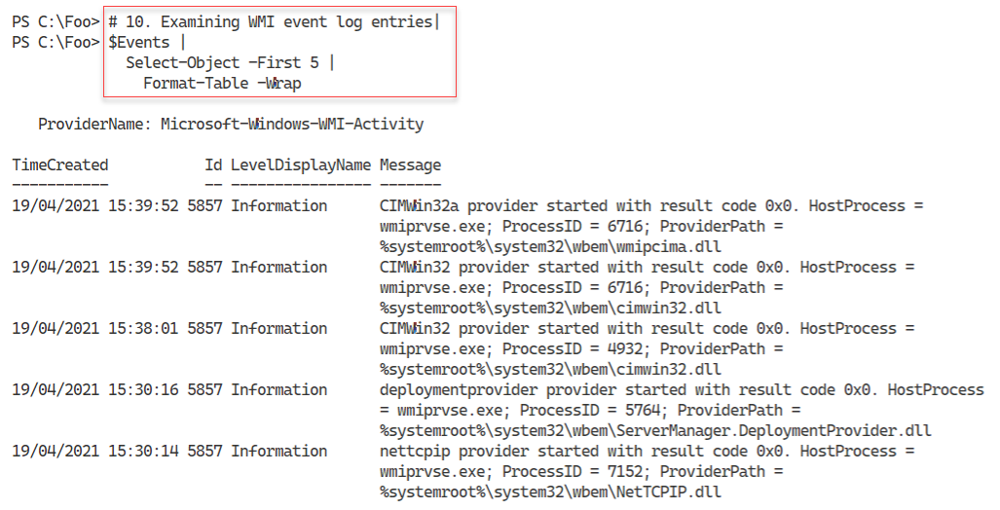 PS C:\Foo> # 10. Examining WMI event log entries|
PS C:\Foo> $Events |
Select-Object -First 5 |
Format-Table -Wrap
ProviderName: Microsoft-Windows-WMI-Activity
TimeCreated Id LevelDisplayName Message
----------- -- ---------------- -------
19/04/2021 15:39:52 5857 Information CIMWin32a provider started with result code 0x0. HostProcess =
wmiprvse.exe; ProcessID = 6716; ProviderPath =
%systemroot%\system32\wbem\wmipcima.dll
19/04/2021 15:39:52 5857 Information CIMWin32 provider started with result code 0x0. HostProcess =
wmiprvse.exe; ProcessID = 6716; ProviderPath =
%systemroot%\system32\wbem\cimwin32.dll
19/04/2021 15:38:01 5857 Information CIMWin32 provider started with result code 0x0. HostProcess =
wmiprvse.exe; ProcessID = 4932; ProviderPath =
%systemroot%\system32\wbem\cimwin32.dll
19/04/2021 15:30:16 5857 Information deploymentprovider provider started with result code 0x0. HostProcess
= wmiprvse.exe; ProcessID = 5764; ProviderPath =
%systemroot%\system32\wbem\ServerManager.DeploymentProvider.dll
19/04/2021 15:30:14 5857 Information nettcpip provider started with result code 0x0. HostProcess =
wmiprvse.exe; ProcessID = 7152; ProviderPath =
%systemroot%\system32\wbem\NetTCPIP.dll